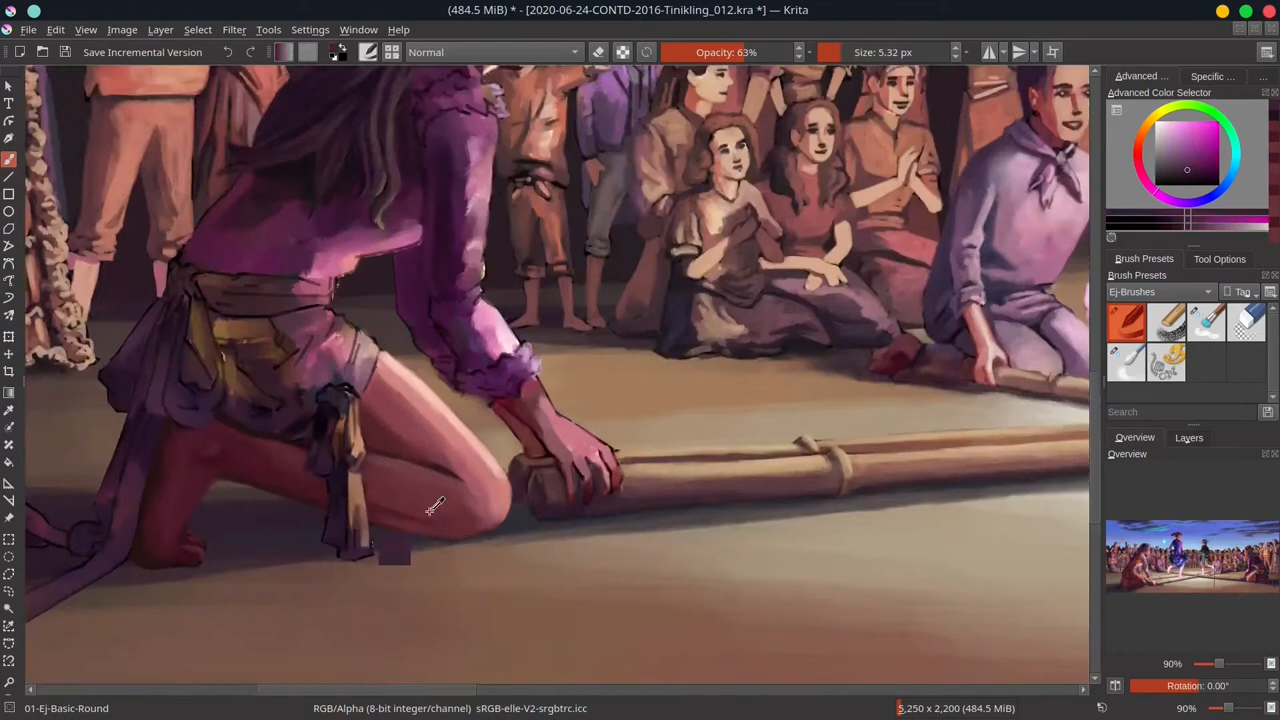 (484.5 MiB) * - [2020-06-24-CONTD-2016-Tinikling_012.kra *] — Krita
File Edit View Image Layer Select Filter Tools Settings Window Help
Save Incremental Version Normal Opacity: 63% Size: 5.32 px
Advanced ... Specific ... ...
Advanced Color Selector
Brush Presets Tool Options
Brush Presets
Ej-Brushes Tag
Search
Overview Layers
Overview
90%
Rotation: 0.00°
01-Ej-Basic-Round RGB/Alpha (8-bit integer/channel) sRGB-elle-V2-srgbtrc.icc 5,250 x 2,200 (484.5 MiB) 90%